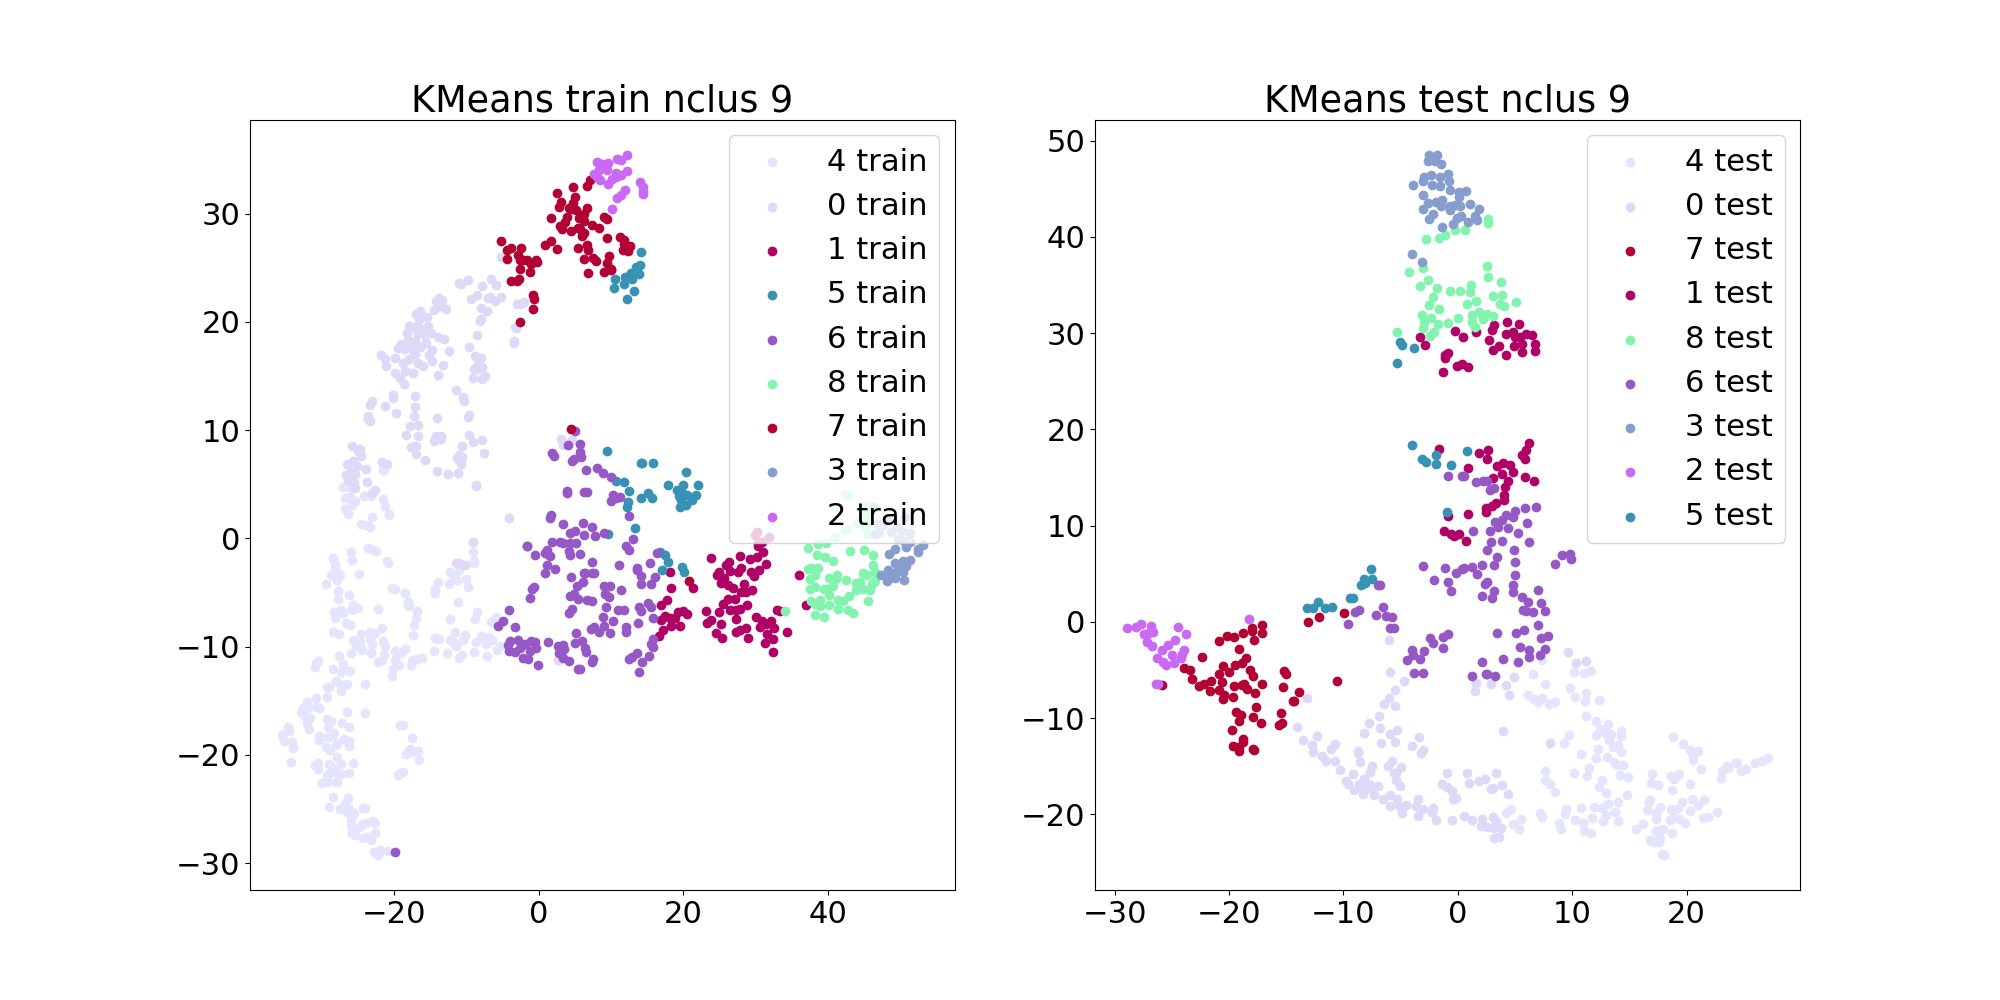 KMeans train nclus 9
30
20
10
0
−10
−20
−30
−20
0
20
40
4 train
0 train
1 train
5 train
6 train
8 train
7 train
3 train
2 train
KMeans test nclus 9
50
40
30
20
10
0
−10
−20
−30
−20
−10
0
10
20
4 test
0 test
7 test
1 test
8 test
6 test
3 test
2 test
5 test